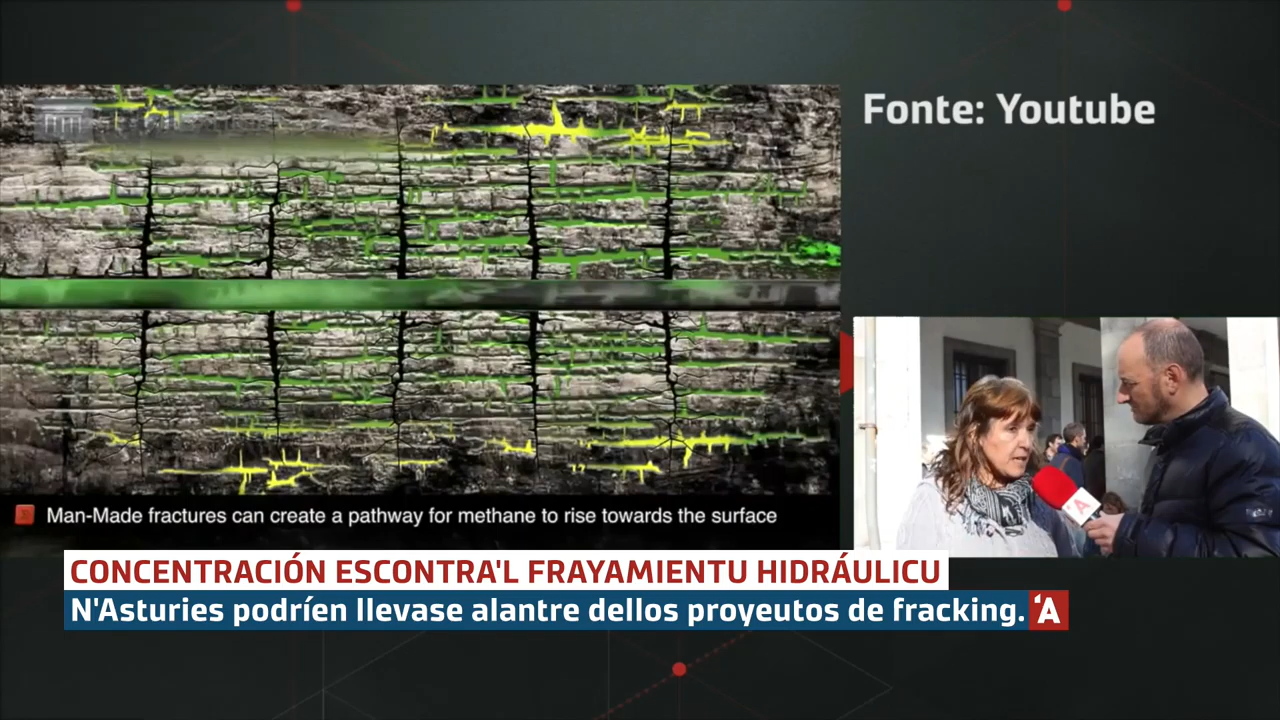 Fonte: Youtube
Man-Made fractures can create a pathway for methane to rise towards the surface
CONCENTRACIÓN ESCONTRA'L FRAYAMIENTU HIDRÁULICU
N'Asturies podríen llevase alantre dellos proyeutos de fracking. 'A